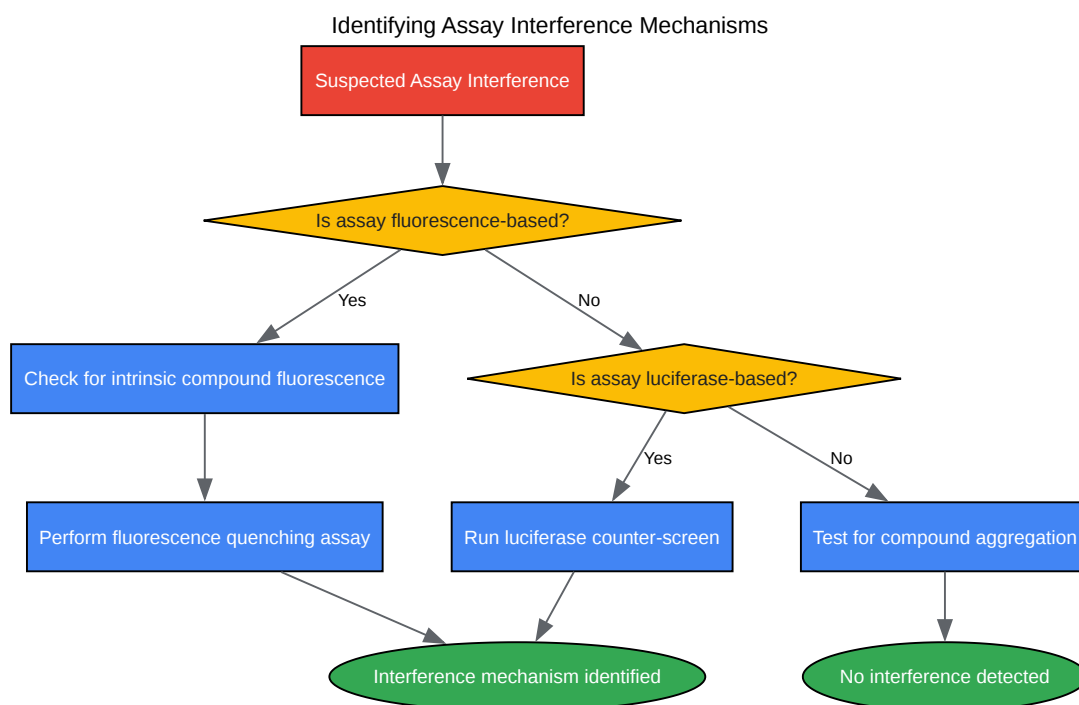 Identifying Assay Interference Mechanisms
Suspected Assay Interference
Is assay fluorescence-based?
Yes
No
Check for intrinsic compound fluorescence
Is assay luciferase-based?
Yes
No
Perform fluorescence quenching assay
Run luciferase counter-screen
Test for compound aggregation
Interference mechanism identified
No interference detected